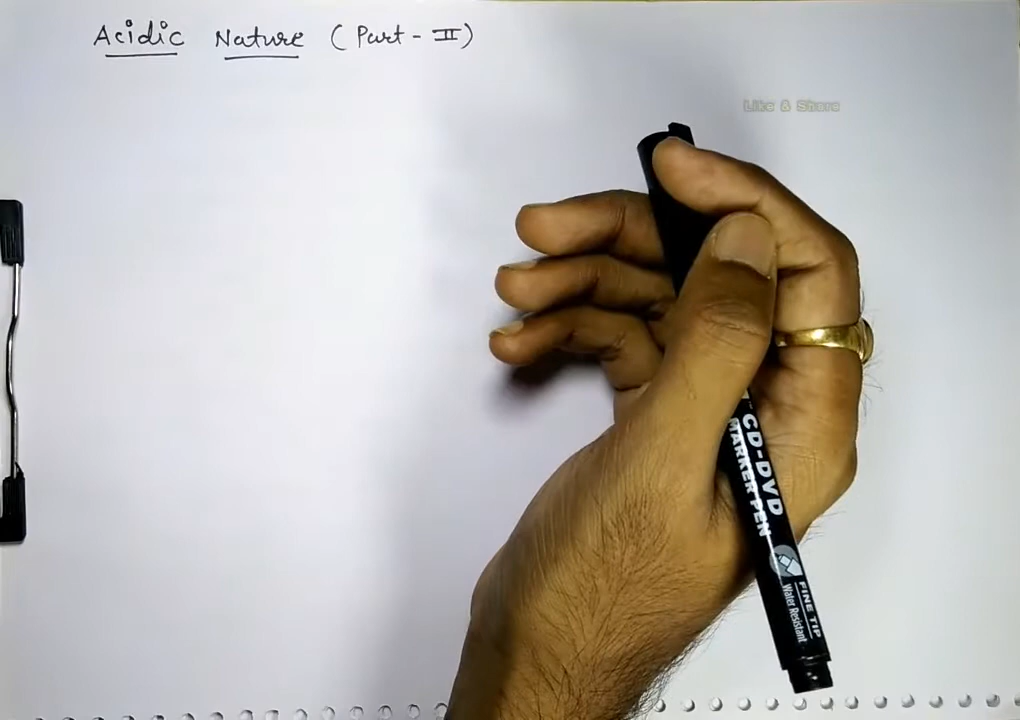 Acidic Nature (Part - II)
Like & Share
CD-DVD
MARKER PEN
FINE TIP
Water Resistant